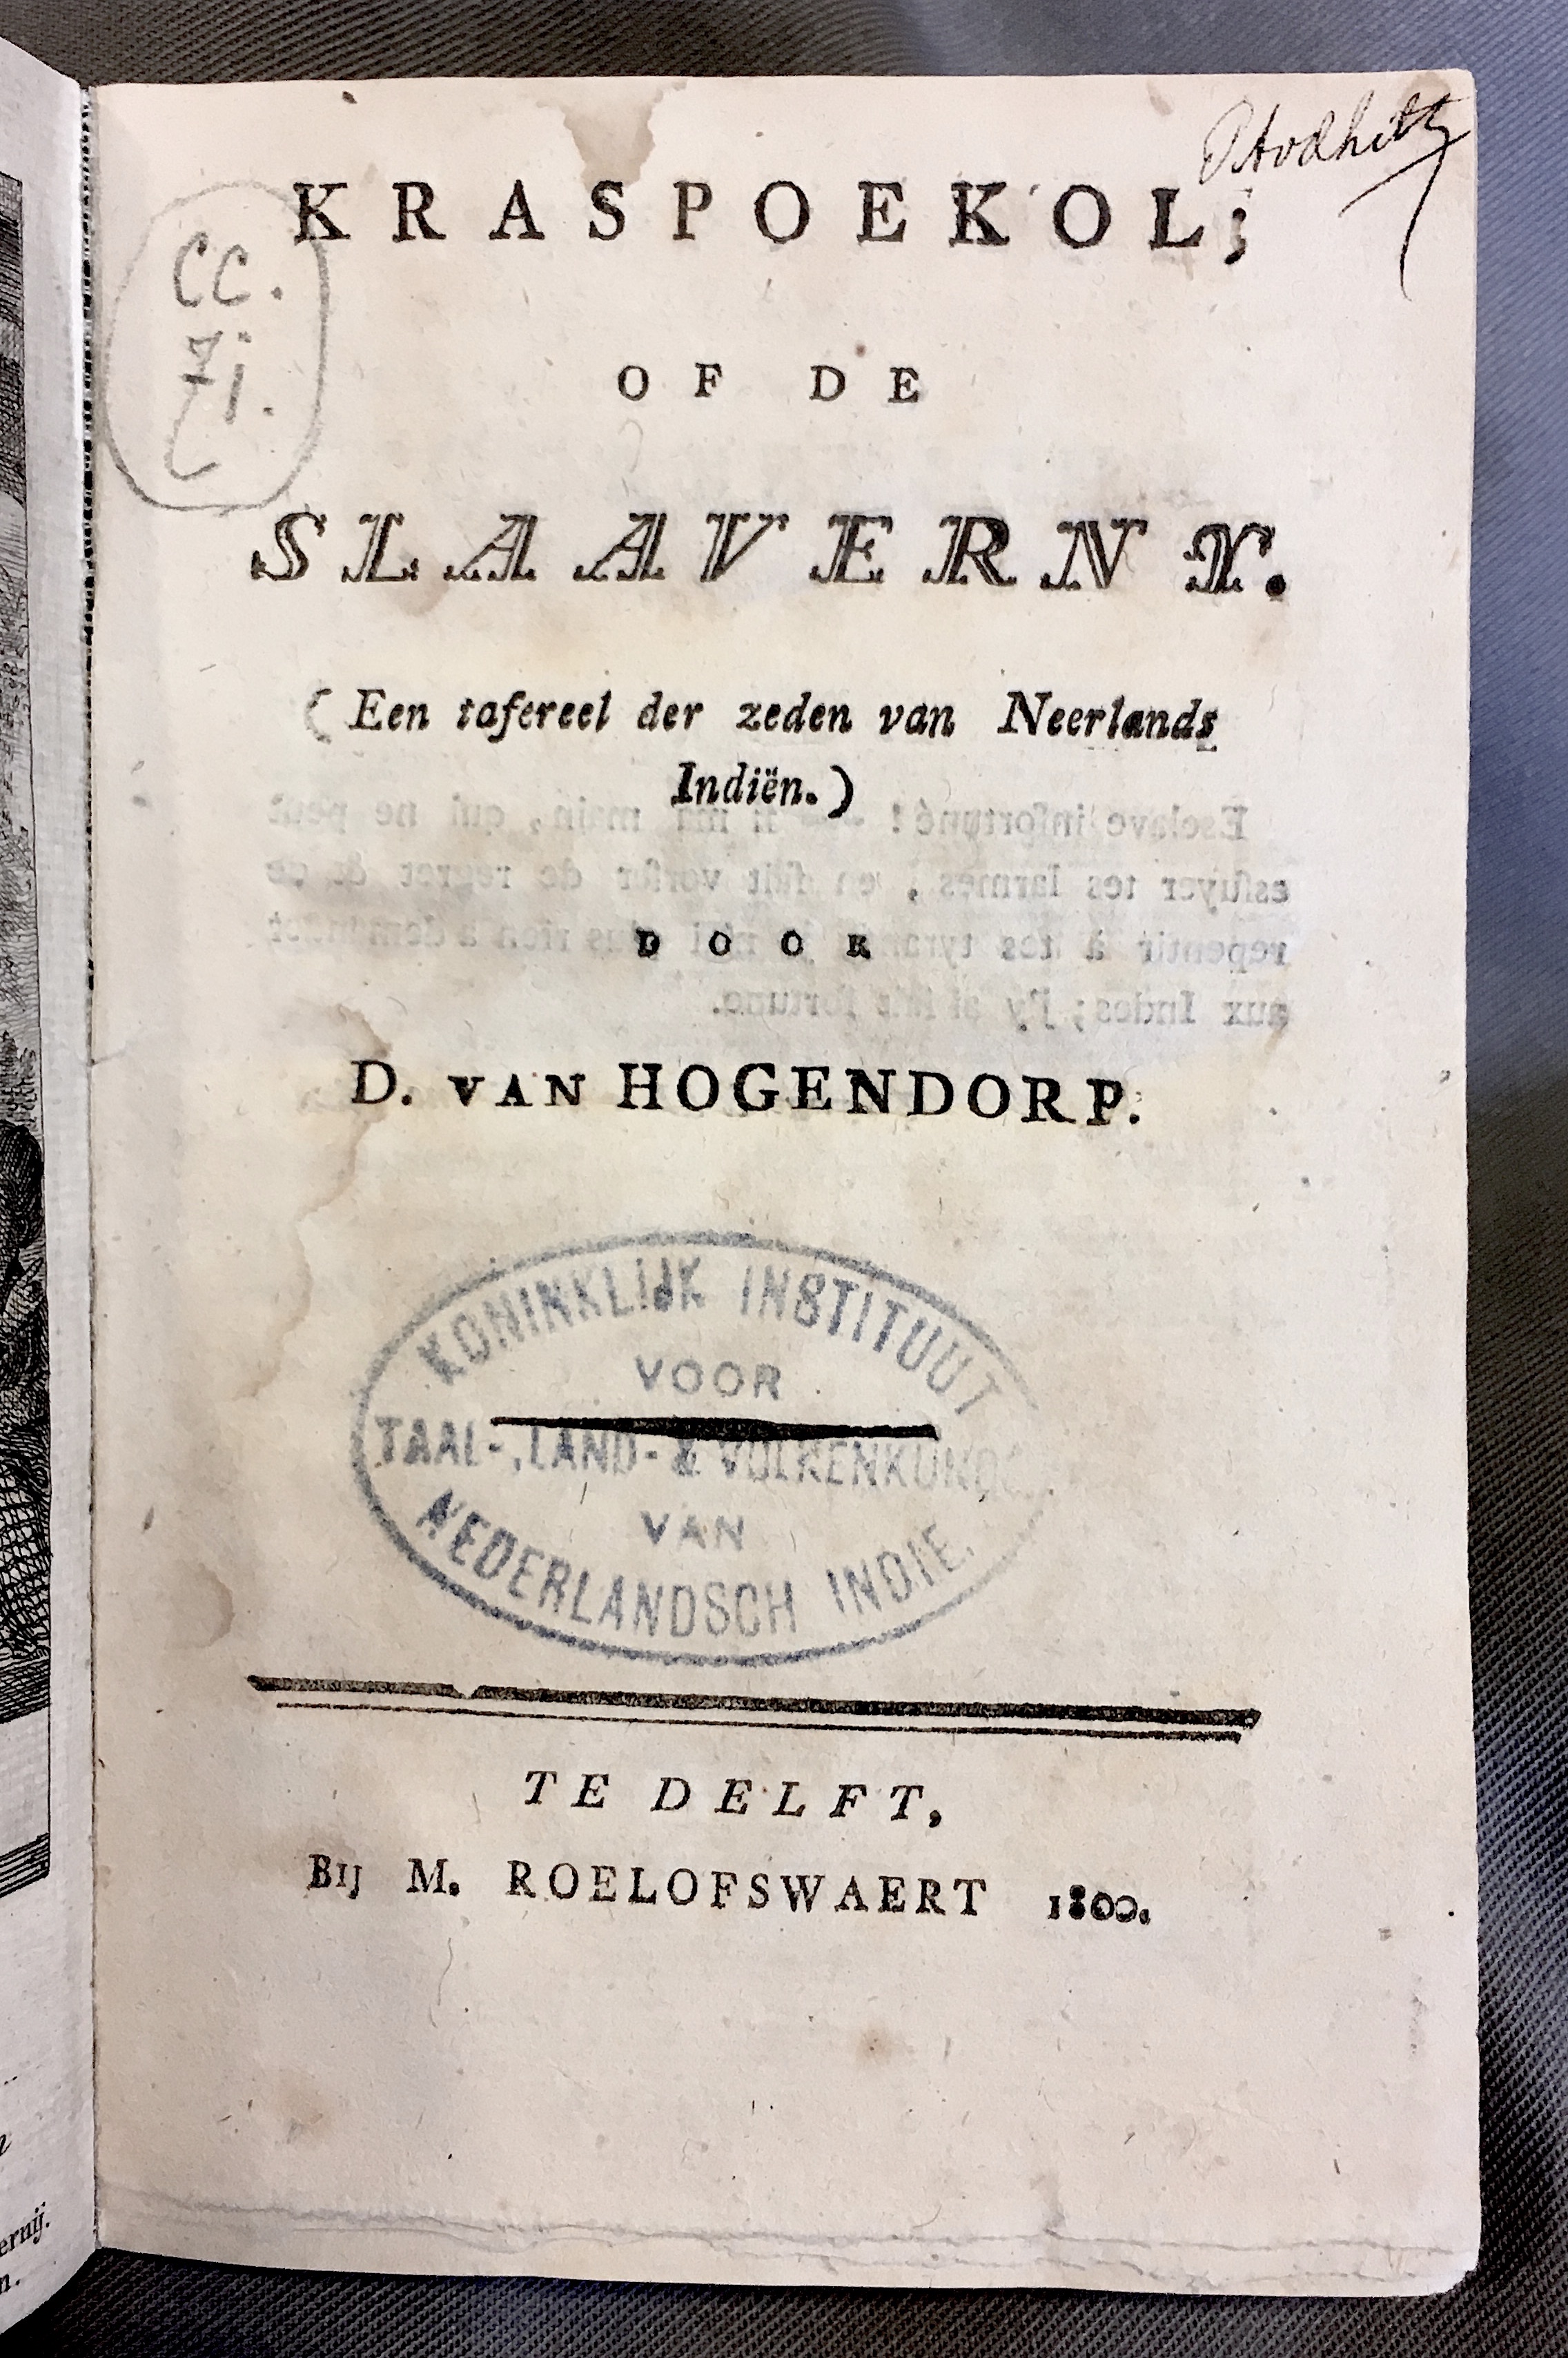 KRASPOEKOL;
OF DE
SLAAVERNY.
(Een tafereel der zeden van Neerlands
Indiën.)
DOOR
D. VAN HOGENDORP.
KONINKLIJK INSTITUUT
VOOR
TAAL-, LAND- & VOLKENKUNDE
VAN
NEDERLANDSCH INDIE.
TE DELFT,
BIJ M. ROELOFSWAERT 1800.
CC.
ernij.
n.